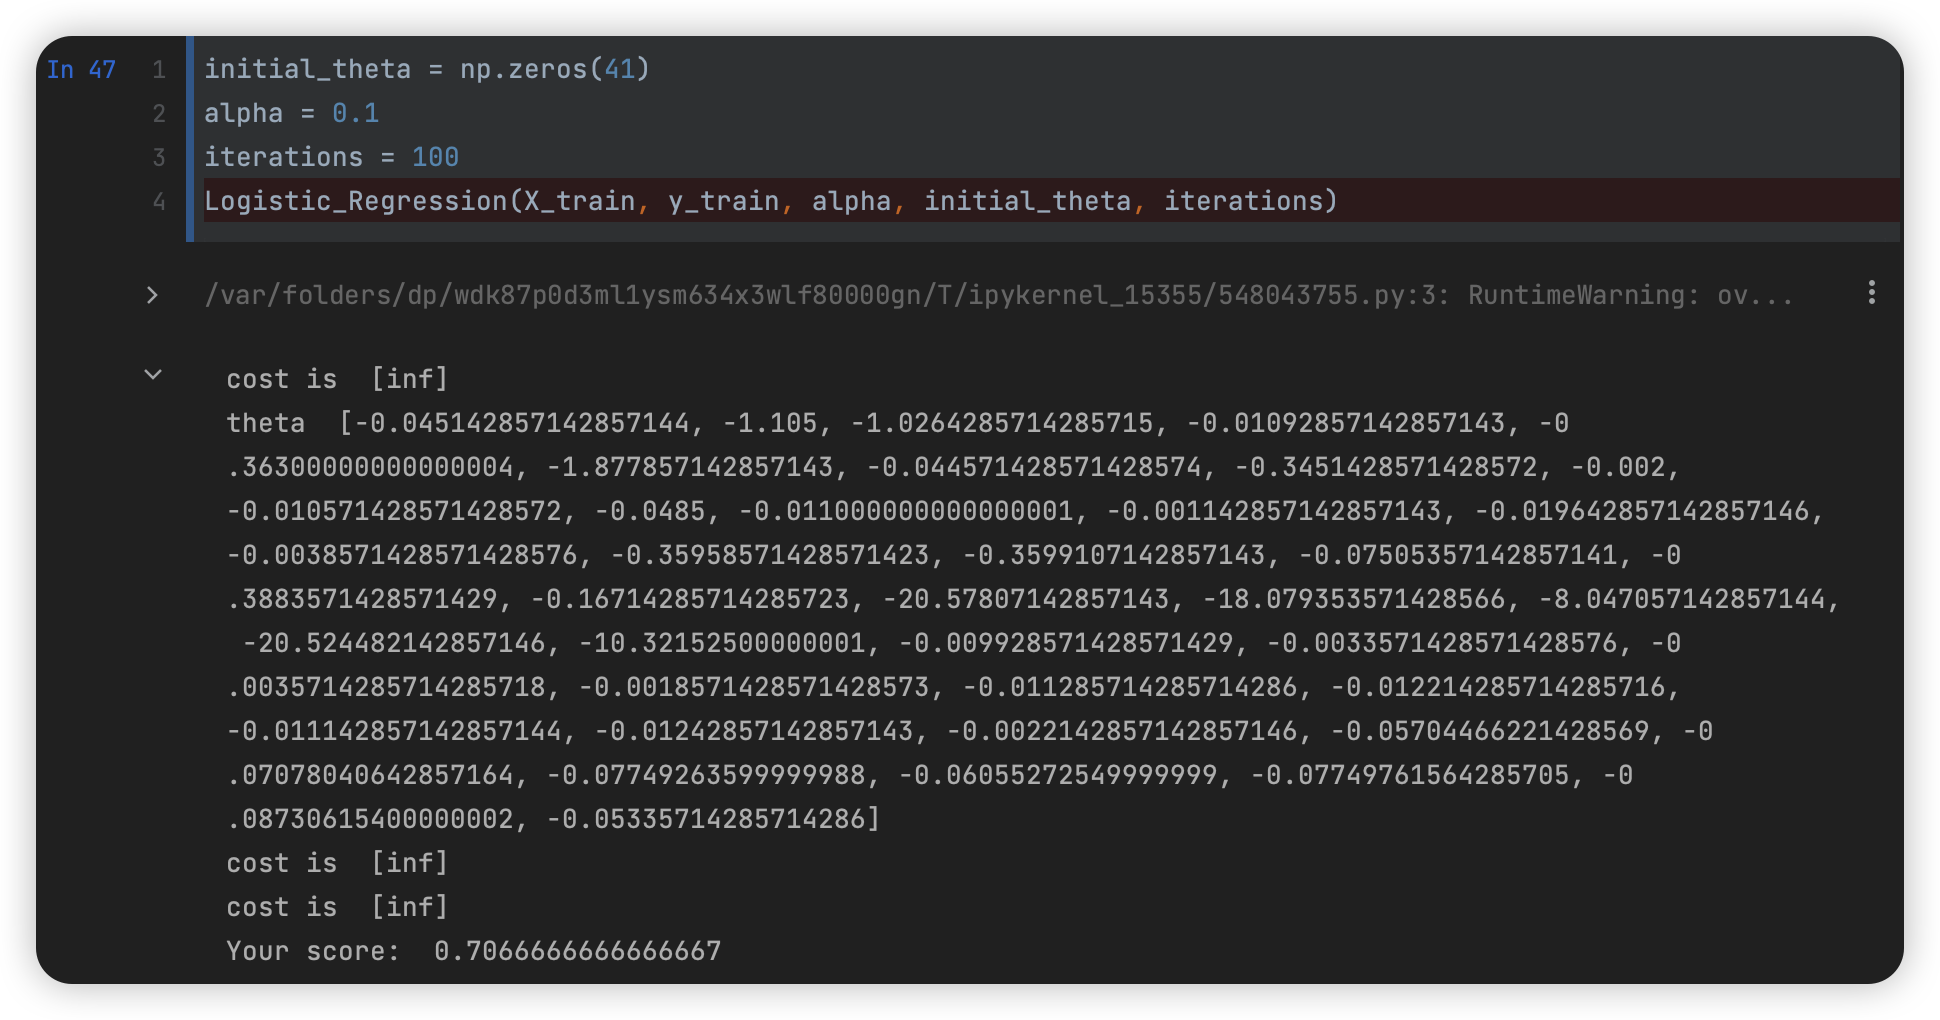 In 47
1 initial_theta = np.zeros(41)
2 alpha = 0.1
3 iterations = 100
4 Logistic_Regression(X_train, y_train, alpha, initial_theta, iterations)
/var/folders/dp/wdk87p0d3ml1ysm634x3wlf80000gn/T/ipykernel_15355/548043755.py:3: RuntimeWarning: ov...
cost is  [inf]
theta  [-0.045142857142857144, -1.105, -1.0264285714285715, -0.01092857142857143, -0
.36300000000000004, -1.877857142857143, -0.044571428571428574, -0.3451428571428572, -0.002,
-0.010571428571428572, -0.0485, -0.011000000000000001, -0.001142857142857143, -0.019642857142857146,
-0.0038571428571428576, -0.35958571428571423, -0.3599107142857143, -0.07505357142857141, -0
.3883571428571429, -0.16714285714285723, -20.57807142857143, -18.079353571428566, -8.047057142857144,
-20.524482142857146, -10.32152500000001, -0.009928571428571429, -0.0033571428571428576, -0
.0035714285714285718, -0.0018571428571428573, -0.011285714285714286, -0.012214285714285716,
-0.011142857142857144, -0.01242857142857143, -0.0022142857142857146, -0.05704466221428569, -0
.07078040642857164, -0.07749263599999988, -0.06055272549999999, -0.07749761564285705, -0
.08730615400000002, -0.05335714285714286]
cost is  [inf]
cost is  [inf]
Your score:  0.7066666666666667